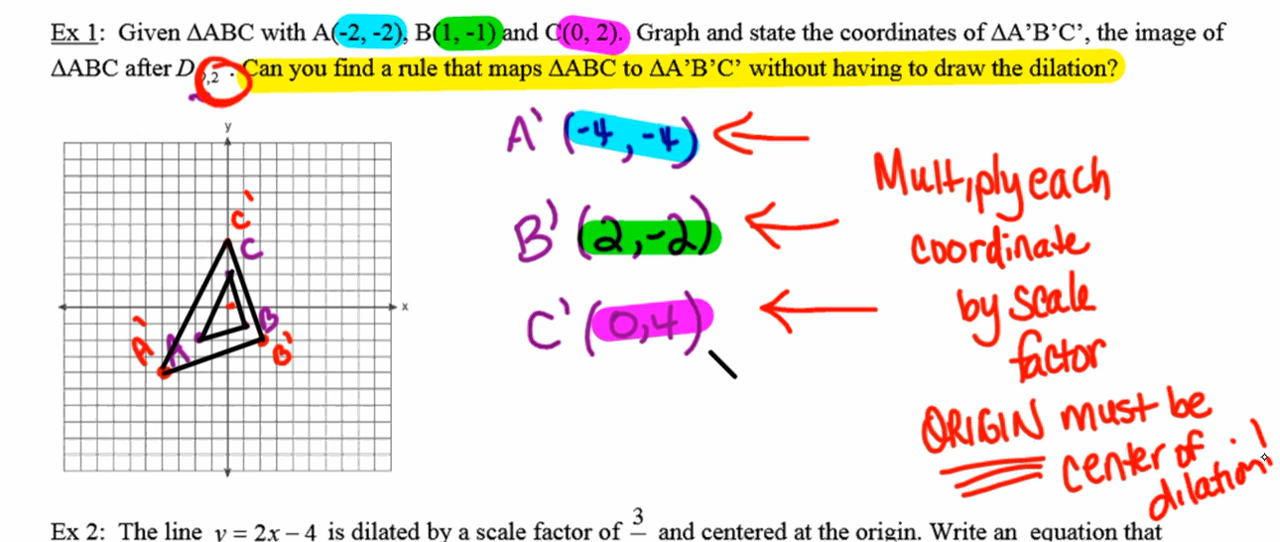 Ex 1: Given ΔABC with A(-2, -2), B(1, -1) and C(0, 2). Graph and state the coordinates of ΔA’B’C’, the image of
ΔABC after D ,2 . Can you find a rule that maps ΔABC to ΔA’B’C’ without having to draw the dilation?
y
x
C'
C
B
B'
A'
A
A' (-4, -4)
B' (2, -2)
C' (0, 4)
Multiply each
coordinate
by scale
factor
ORIGIN must be
center of
dilation!
Ex 2: The line y = 2x – 4 is dilated by a scale factor of 3 and centered at the origin. Write an equation that